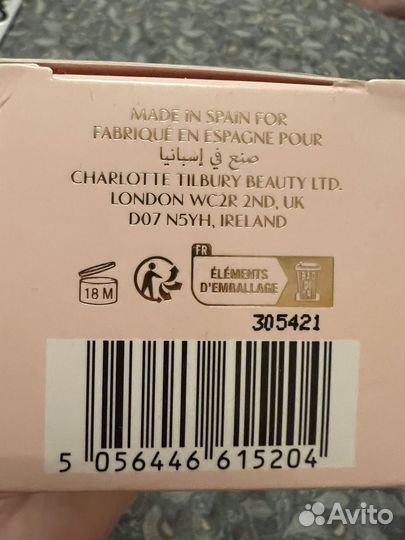 MADE IN SPAIN FOR
FABRIQUÉ EN ESPAGNE POUR
صنع في إسبانيا
CHARLOTTE TILBURY BEAUTY LTD.
LONDON WC2R 2ND, UK
D07 N5YH, IRELAND
FR
ÉLÉMENTS
D'EMBALLAGE
18 M
305421
5 056446 615204
Avito